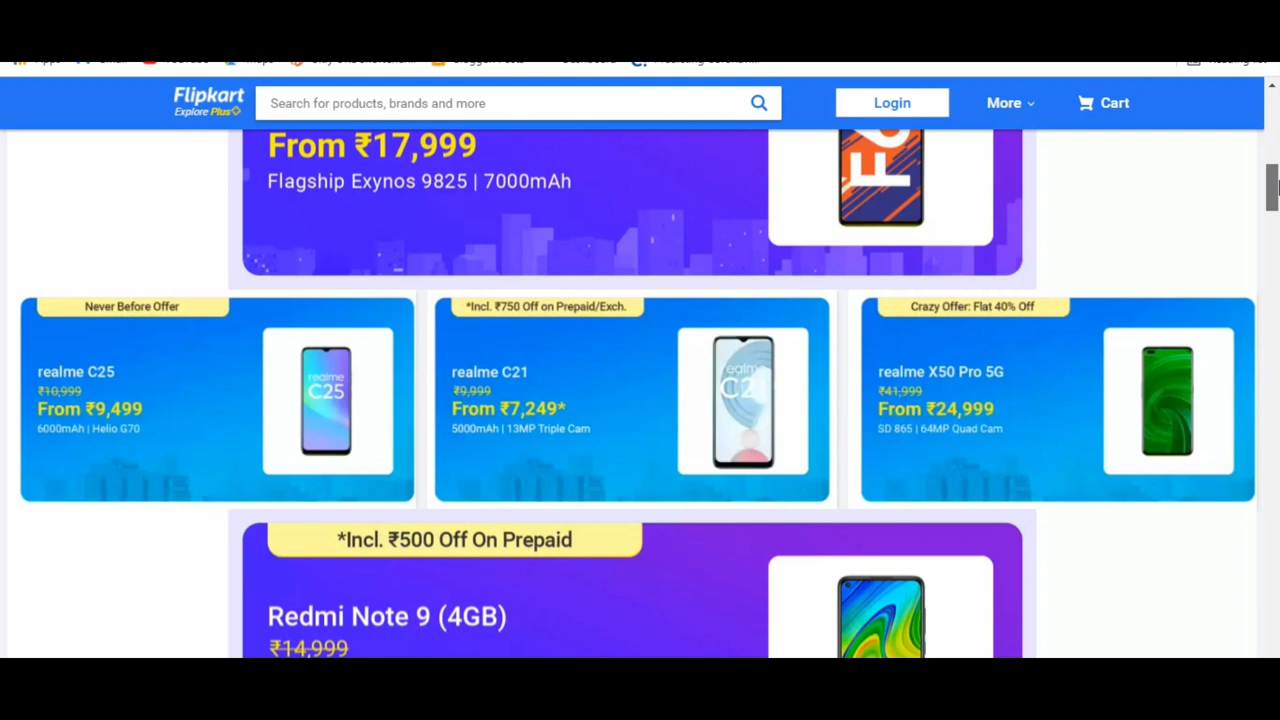 Flipkart
Explore Plus
Search for products, brands and more
Login
More
Cart
From ₹17,999
Flagship Exynos 9825 | 7000mAh
Never Before Offer
realme C25
₹10,999
From ₹9,499
6000mAh | Helio G70
realme
C25
*Incl. ₹750 Off on Prepaid/Exch.
realme C21
₹9,999
From ₹7,249*
5000mAh | 13MP Triple Cam
Crazy Offer: Flat 40% Off
realme X50 Pro 5G
₹41,999
From ₹24,999
SD 865 | 64MP Quad Cam
*Incl. ₹500 Off On Prepaid
Redmi Note 9 (4GB)
₹14,999